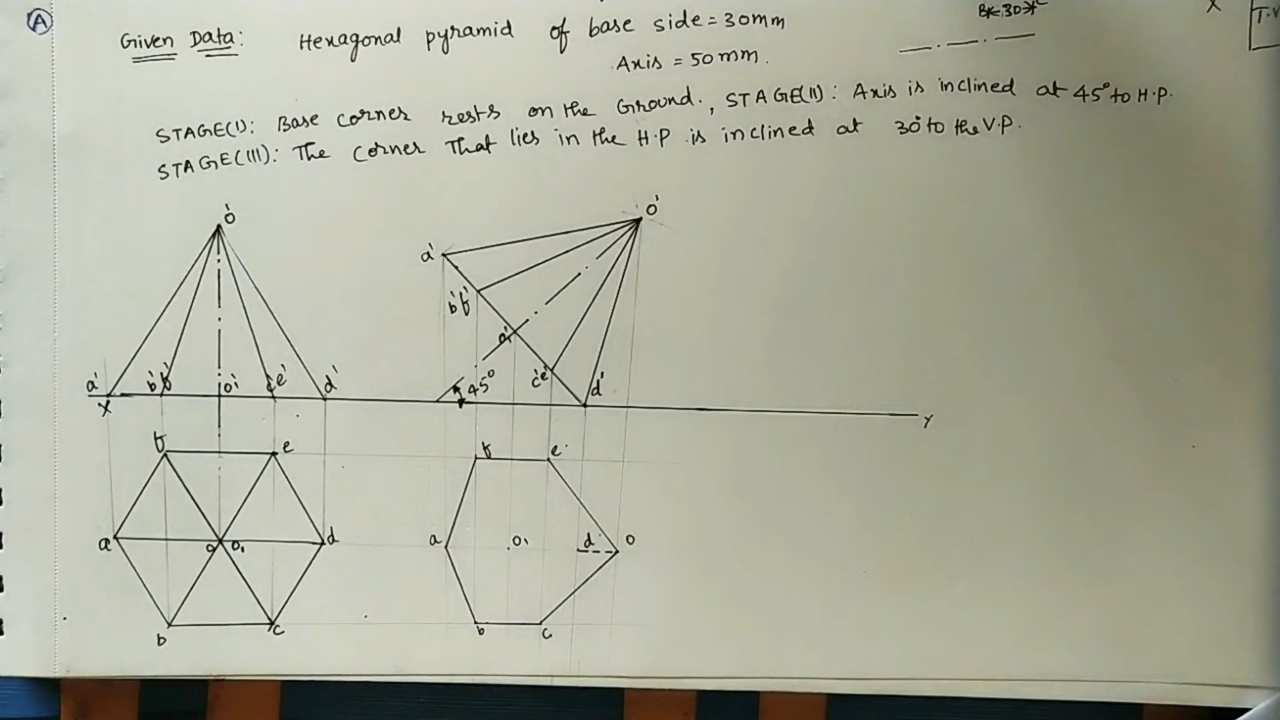 A
Given Data: Hexagonal pyramid of base side = 30mm
Axis = 50mm.
STAGE(I): Base corner rests on the Ground., STAGE(II): Axis is inclined at 45° to H.P.
STAGE(III): The corner That lies in the H.P is inclined at 30° to the V.P.
o'
o'
a'
b'f'
o'
45°
c'e'
d'
a' b'f' o'₁ c'e' d'
X
Y
f e
f e
a o o₁ d
a o₁ d o
b c
b c